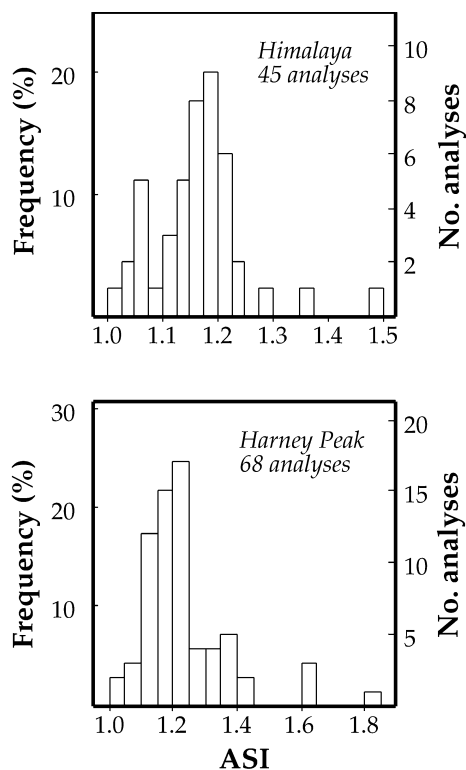 Himalaya
45 analyses
Frequency (%)
20
10
10
8
6
4
2
No. analyses
1.0 1.1 1.2 1.3 1.4 1.5
Harney Peak
68 analyses
Frequency (%)
30
20
10
20
15
10
5
No. analyses
1.0 1.2 1.4 1.6 1.8
ASI